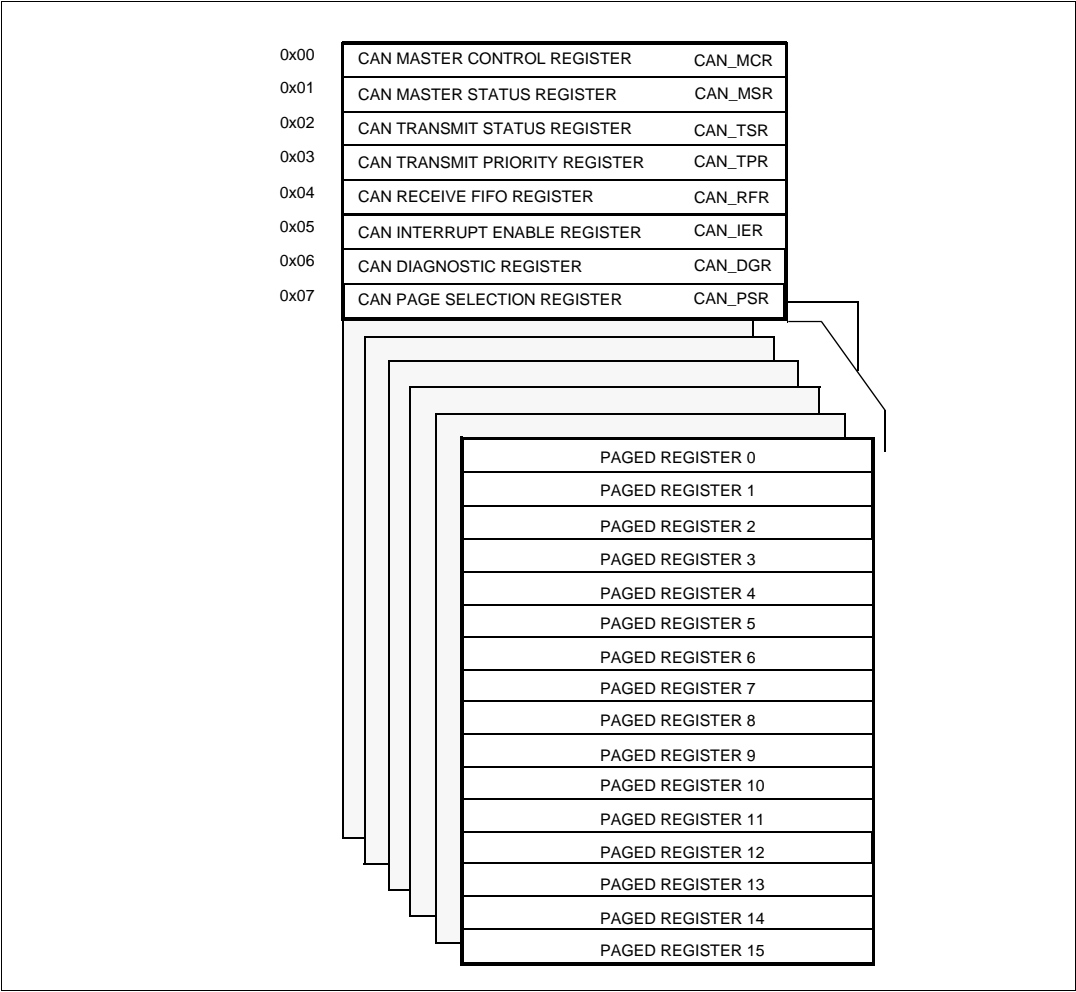 0x00 CAN MASTER CONTROL REGISTER CAN_MCR
0x01 CAN MASTER STATUS REGISTER CAN_MSR
0x02 CAN TRANSMIT STATUS REGISTER CAN_TSR
0x03 CAN TRANSMIT PRIORITY REGISTER CAN_TPR
0x04 CAN RECEIVE FIFO REGISTER CAN_RFR
0x05 CAN INTERRUPT ENABLE REGISTER CAN_IER
0x06 CAN DIAGNOSTIC REGISTER CAN_DGR
0x07 CAN PAGE SELECTION REGISTER CAN_PSR
PAGED REGISTER 0
PAGED REGISTER 1
PAGED REGISTER 2
PAGED REGISTER 3
PAGED REGISTER 4
PAGED REGISTER 5
PAGED REGISTER 6
PAGED REGISTER 7
PAGED REGISTER 8
PAGED REGISTER 9
PAGED REGISTER 10
PAGED REGISTER 11
PAGED REGISTER 12
PAGED REGISTER 13
PAGED REGISTER 14
PAGED REGISTER 15